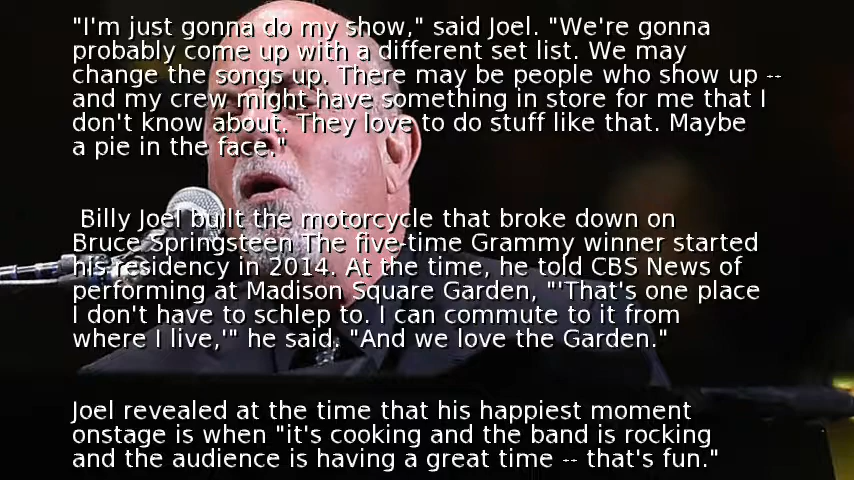 "I'm just gonna do my show," said Joel. "We're gonna
probably come up with a different set list. We may
change the songs up. There may be people who show up --
and my crew might have something in store for me that I
don't know about. They love to do stuff like that. Maybe
a pie in the face."
Billy Joel built the motorcycle that broke down on
Bruce Springsteen The five-time Grammy winner started
his residency in 2014. At the time, he told CBS News of
performing at Madison Square Garden, "'That's one place
I don't have to schlep to. I can commute to it from
where I live,'" he said. "And we love the Garden."
Joel revealed at the time that his happiest moment
onstage is when "it's cooking and the band is rocking
and the audience is having a great time -- that's fun."